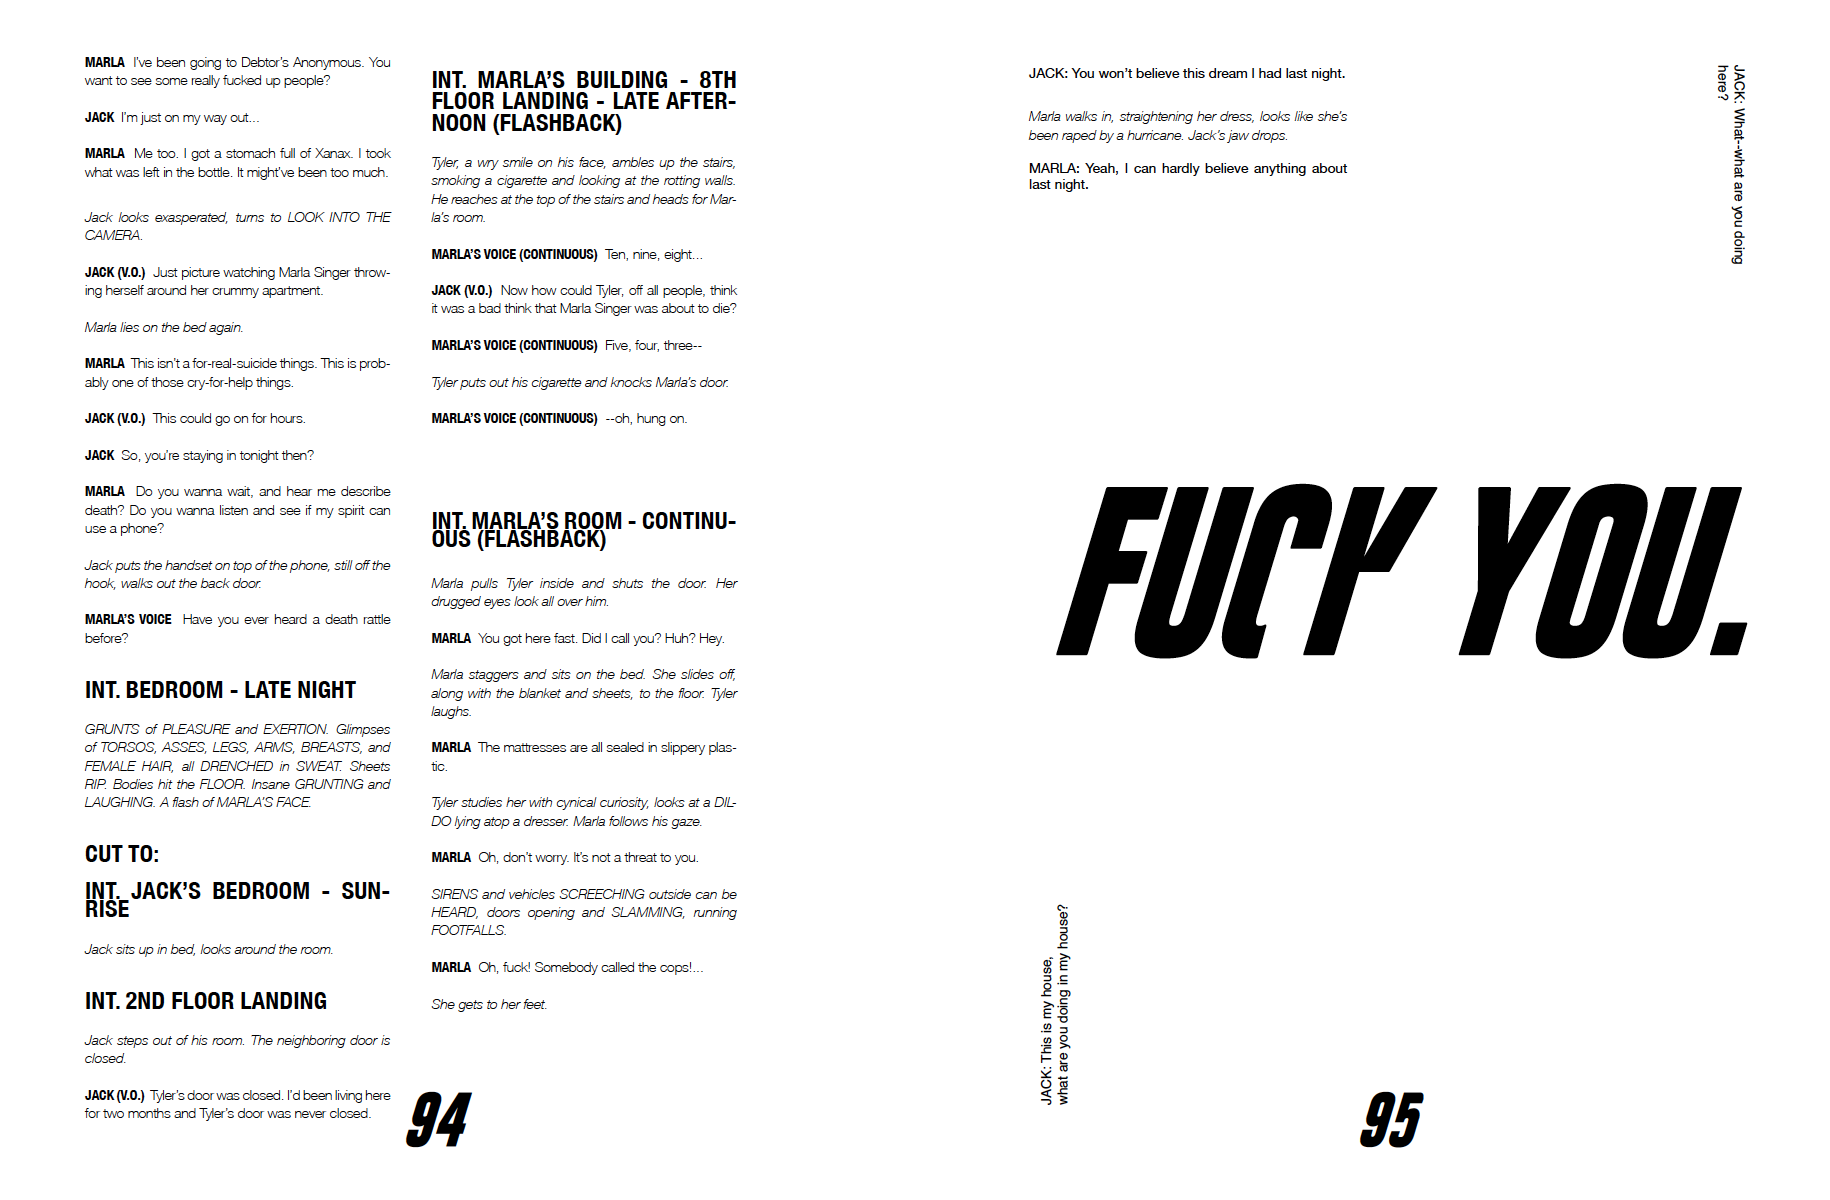 MARLA I've been going to Debtor's Anonymous. You
want to see some really fucked up people?
JACK I'm just on my way out...
MARLA Me too. I got a stomach full of Xanax. I took
what was left in the bottle. It might've been too much.
Jack looks exasperated, turns to LOOK INTO THE
CAMERA.
JACK (V.O.) Just picture watching Marla Singer throw-
ing herself around her crummy apartment.
Marla lies on the bed again.
MARLA This isn't a for-real-suicide things. This is prob-
ably one of those cry-for-help things.
JACK (V.O.) This could go on for hours.
JACK So, you're staying in tonight then?
MARLA Do you wanna wait, and hear me describe
death? Do you wanna listen and see if my spirit can
use a phone?
Jack puts the handset on top of the phone, still off the
hook, walks out the back door.
MARLA'S VOICE Have you ever heard a death rattle
before?
INT. BEDROOM - LATE NIGHT
GRUNTS of PLEASURE and EXERTION. Glimpses
of TORSOS, ASSES, LEGS, ARMS, BREASTS, and
FEMALE HAIR, all DRENCHED in SWEAT. Sheets
RIP. Bodies hit the FLOOR. Insane GRUNTING and
LAUGHING. A flash of MARLA'S FACE.
CUT TO:
INT. JACK'S BEDROOM - SUN-
RISE
Jack sits up in bed, looks around the room.
INT. 2ND FLOOR LANDING
Jack steps out of his room. The neighboring door is
closed.
JACK (V.O.) Tyler's door was closed. I'd been living here
for two months and Tyler's door was never closed.
INT. MARLA'S BUILDING - 8TH
FLOOR LANDING - LATE AFTER-
NOON (FLASHBACK)
Tyler, a wry smile on his face, ambles up the stairs,
smoking a cigarette and looking at the rotting walls.
He reaches at the top of the stairs and heads for Mar-
la's room.
MARLA'S VOICE (CONTINUOUS) Ten, nine, eight...
JACK (V.O.) Now how could Tyler, off all people, think
it was a bad think that Marla Singer was about to die?
MARLA'S VOICE (CONTINUOUS) Five, four, three--
Tyler puts out his cigarette and knocks Marla's door.
MARLA'S VOICE (CONTINUOUS) --oh, hung on.
INT. MARLA'S ROOM - CONTINU-
OUS (FLASHBACK)
Marla pulls Tyler inside and shuts the door. Her
drugged eyes look all over him.
MARLA You got here fast. Did I call you? Huh? Hey.
Marla staggers and sits on the bed. She slides off,
along with the blanket and sheets, to the floor. Tyler
laughs.
MARLA The mattresses are all sealed in slippery plas-
tic.
Tyler studies her with cynical curiosity, looks at a DIL-
DO lying atop a dresser. Marla follows his gaze.
MARLA Oh, don't worry. It's not a threat to you.
SIRENS and vehicles SCREECHING outside can be
HEARD, doors opening and SLAMMING, running
FOOTFALLS.
MARLA Oh, fuck! Somebody called the cops!...
She gets to her feet.
94
JACK: You won't believe this dream I had last night.
Marla walks in, straightening her dress, looks like she's
been raped by a hurricane. Jack's jaw drops.
MARLA: Yeah, I can hardly believe anything about
last night.
JACK: What--what are you doing
here?
FUCK YOU.
JACK: This is my house,
what are you doing in my house?
95